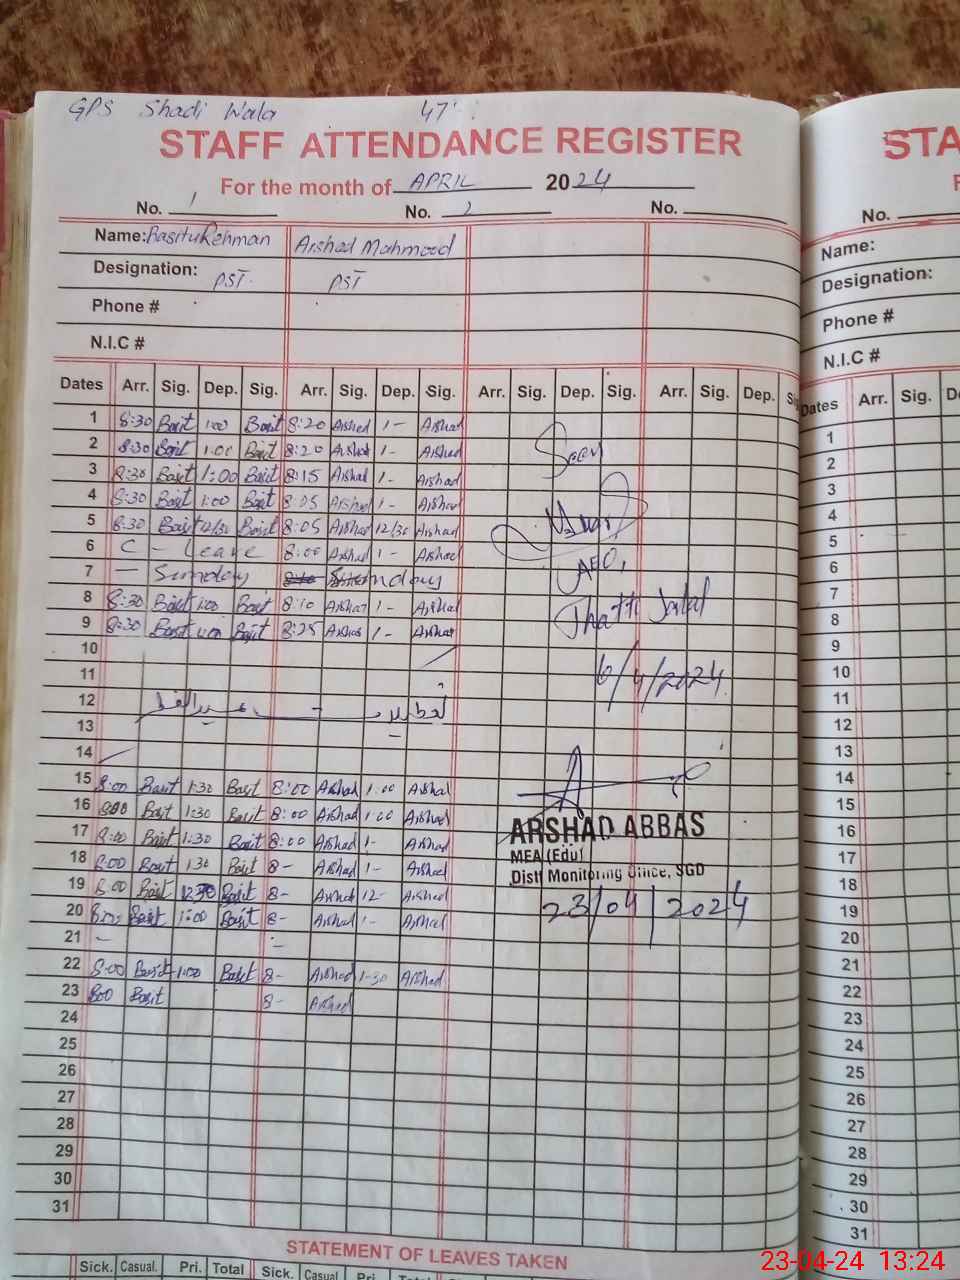 GPS Shadi Wala 47
STAFF ATTENDANCE REGISTER
STA
For the month of APRIL 2024
F
No. 1 No. 2 No.
No.
Name: BasituRehman Arshad Mahmood
Name:
Designation: PST. PST
Designation:
Phone #
Phone #
N.I.C #
N.I.C #
Dates Arr. Sig. Dep. Sig. Arr. Sig. Dep. Sig. Arr. Sig. Dep. Sig. Arr. Sig. Dep. Si
Dates Arr. Sig. De
1 8:30 Basit 1:00 Basit 8:20 Arshad 1- Arshad
2 8:30 Basit 1:00 Basit 8:20 Arshad 1- Arshad
3 8:30 Basit 1:00 Basit 8:15 Arshad 1- Arshad
4 8:30 Basit 1:00 Basit 8:05 Arshad 1- Arshad
5 8:30 Basit 12/30 Basit 8:05 Arshad 12/30 Arshad
6 C - Leave 8:00 Arshad 1- Arshad
7 — Sunday Sunday
8 8:30 Basit 1:00 Basit 8:10 Arshad 1- Arshad
9 8:30 Basit 1:00 Basit 8:25 Arshad 1- Arshad
10
11
12 تعطیل عید الفطر
13
14
15 8:00 Basit 1:30 Basit 8:00 Arshad 1:00 Arshad
16 8:00 Basit 1:30 Basit 8:00 Arshad 1:00 Arshad
17 8:00 Basit 1:30 Basit 8:00 Arshad 1- Arshad
18 8:00 Basit 1:30 Basit 8- Arshad 1- Arshad
19 8:00 Basit 12:30 Basit 8- Arshad 12- Arshad
20 8:00 Basit 1:00 Basit 8- Arshad 1- Arshad
21 - -
22 8:00 Basit 1:00 Basit 8- Arshad 1-30 Arshad
23 800 Basit 8- Arshad
24
25
26
27
28
29
30
31
Seen
AEO,
Thatti Jalal
6/4/2024
ARSHAD ABBAS
MEA (Edu)
Distt Monitoring Office, SGD
23/04/2024
1
2
3
4
5
6
7
8
9
10
11
12
13
14
15
16
17
18
19
20
21
22
23
24
25
26
27
28
29
30
31
STATEMENT OF LEAVES TAKEN
Sick. Casual. Pri. Total Sick. Casual Pri. Total
23-04-24 13:24